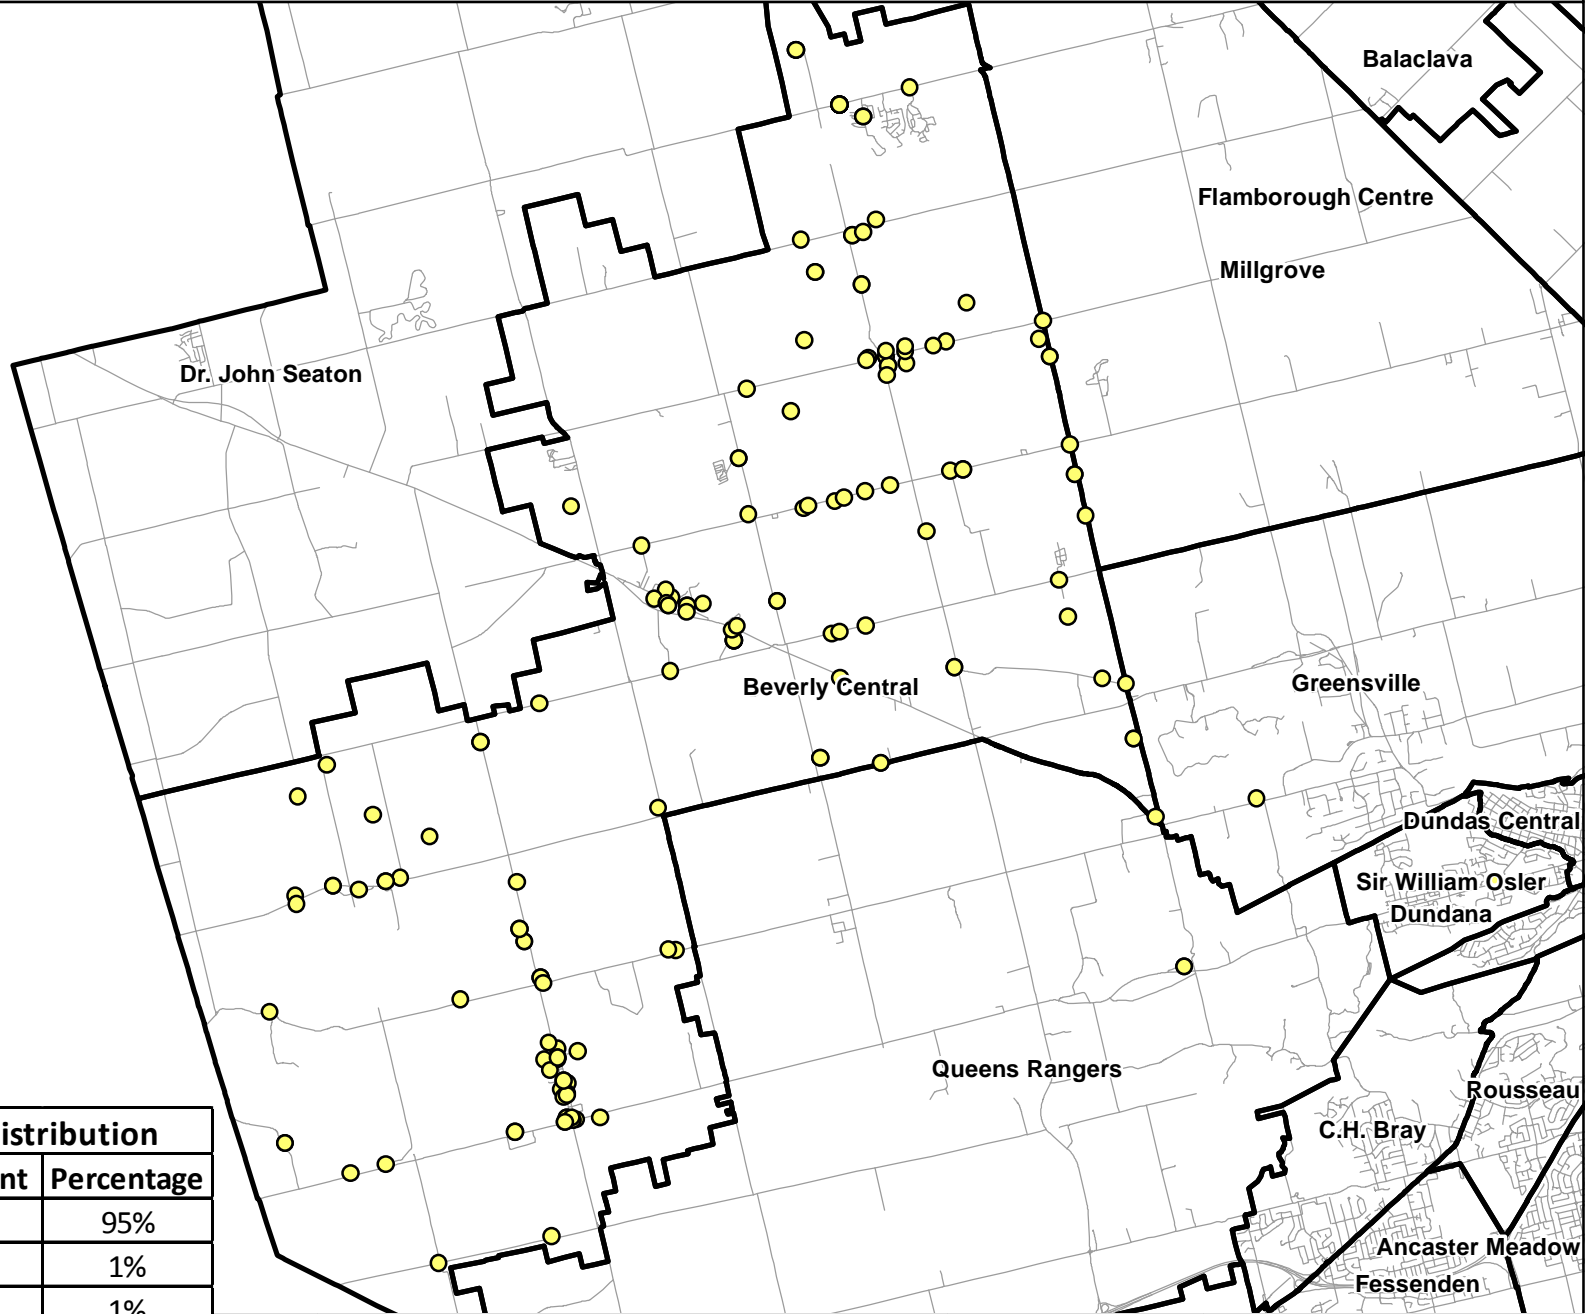 Balaclava
Flamborough Centre
Millgrove
Dr. John Seaton
Beverly Central
Greensville
Dundas Central
Sir William Osler
Dundana
Queens Rangers
Rousseau
C.H. Bray
Ancaster Meadow
Fessenden
istribution
nt Percentage
95%
1%
1%